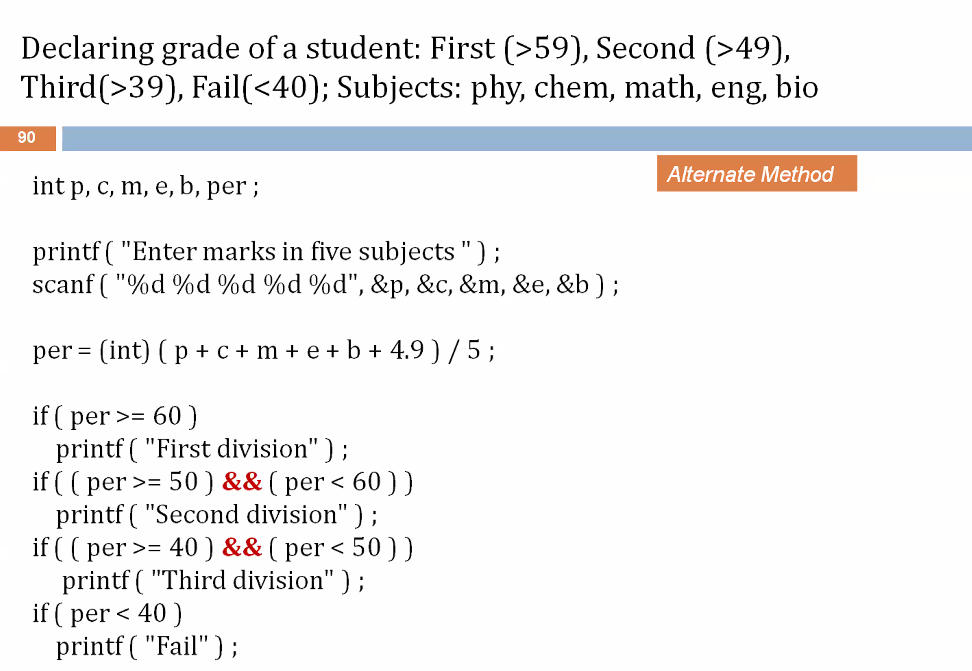 Declaring grade of a student: First (>59), Second (>49),
Third(>39), Fail(<40); Subjects: phy, chem, math, eng, bio
90
Alternate Method
int p, c, m, e, b, per ;
printf ( "Enter marks in five subjects " ) ;
scanf ( "%d %d %d %d %d", &p, &c, &m, &e, &b ) ;
per = (int) ( p + c + m + e + b + 4.9 ) / 5 ;
if ( per >= 60 )
printf ( "First division" ) ;
if ( ( per >= 50 ) && ( per < 60 ) )
printf ( "Second division" ) ;
if ( ( per >= 40 ) && ( per < 50 ) )
printf ( "Third division" ) ;
if ( per < 40 )
printf ( "Fail" ) ;